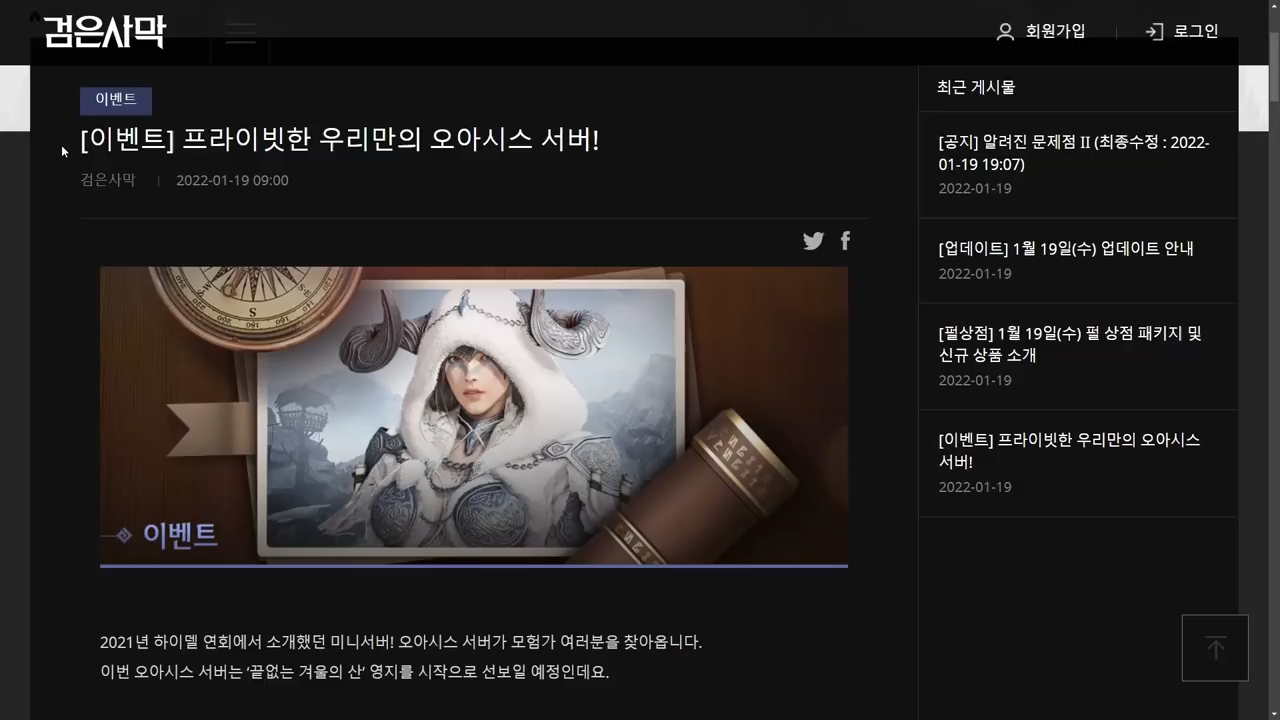 검은사막
회원가입
로그인
이벤트
[이벤트] 프라이빗한 우리만의 오아시스 서버!
검은사막 | 2022-01-19 09:00
이벤트
2021년 하이델 연회에서 소개했던 미니서버! 오아시스 서버가 모험가 여러분을 찾아옵니다.
이번 오아시스 서버는 ‘끝없는 겨울의 산’ 영지를 시작으로 선보일 예정인데요.
최근 게시물
[공지] 알려진 문제점 II (최종수정 : 2022-
01-19 19:07)
2022-01-19
[업데이트] 1월 19일(수) 업데이트 안내
2022-01-19
[펄상점] 1월 19일(수) 펄 상점 패키지 및
신규 상품 소개
2022-01-19
[이벤트] 프라이빗한 우리만의 오아시스
서버!
2022-01-19